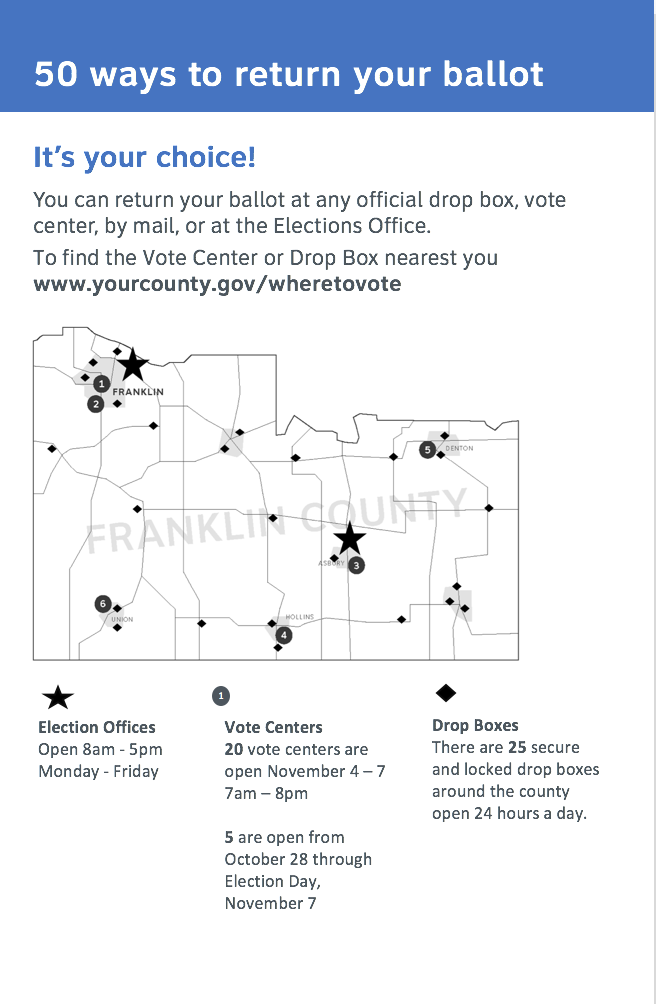 50 ways to return your ballot
It's your choice!
You can return your ballot at any official drop box, vote
center, by mail, or at the Elections Office.
To find the Vote Center or Drop Box nearest you
www.yourcounty.gov/wheretovote
1
FRANKLIN
2
5
DENTON
FRANKLIN COUNTY
ASBURY
3
6
UNION
HOLLINS
4
1
Election Offices
Open 8am - 5pm
Monday - Friday
Vote Centers
20 vote centers are
open November 4 – 7
7am – 8pm
5 are open from
October 28 through
Election Day,
November 7
Drop Boxes
There are 25 secure
and locked drop boxes
around the county
open 24 hours a day.